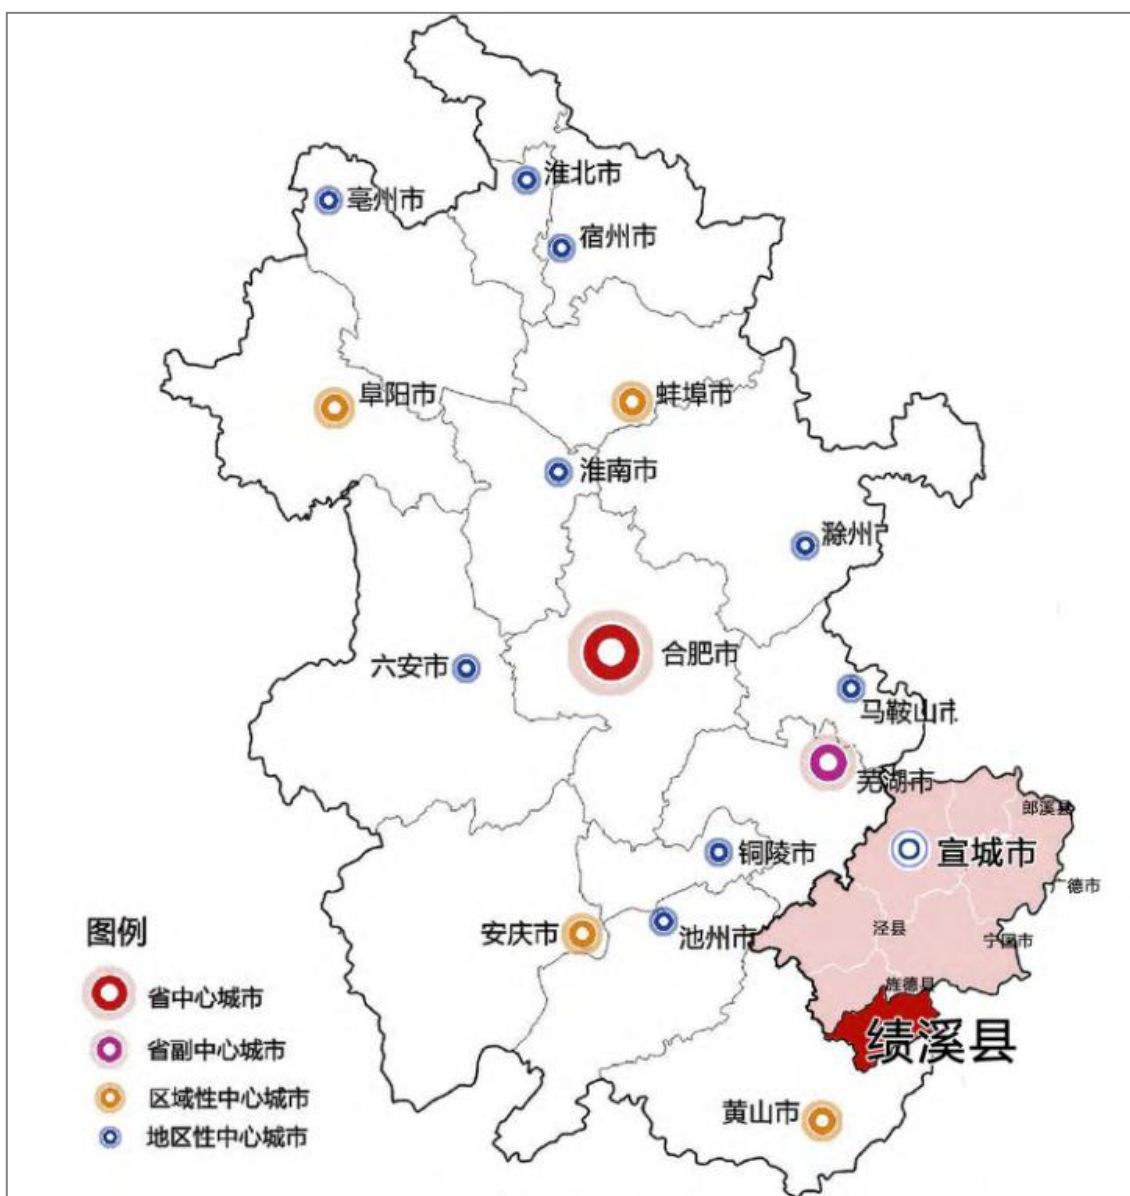 淮北市
亳州市
宿州市
阜阳市
蚌埠市
淮南市
滁州
合肥市
六安市
马鞍山市
芜湖市
郎溪县
铜陵市
宣城市
广德市
安庆市
池州市
泾县
宁国市
旌德县
绩溪县
黄山市
图例
省中心城市
省副中心城市
区域性中心城市
地区性中心城市